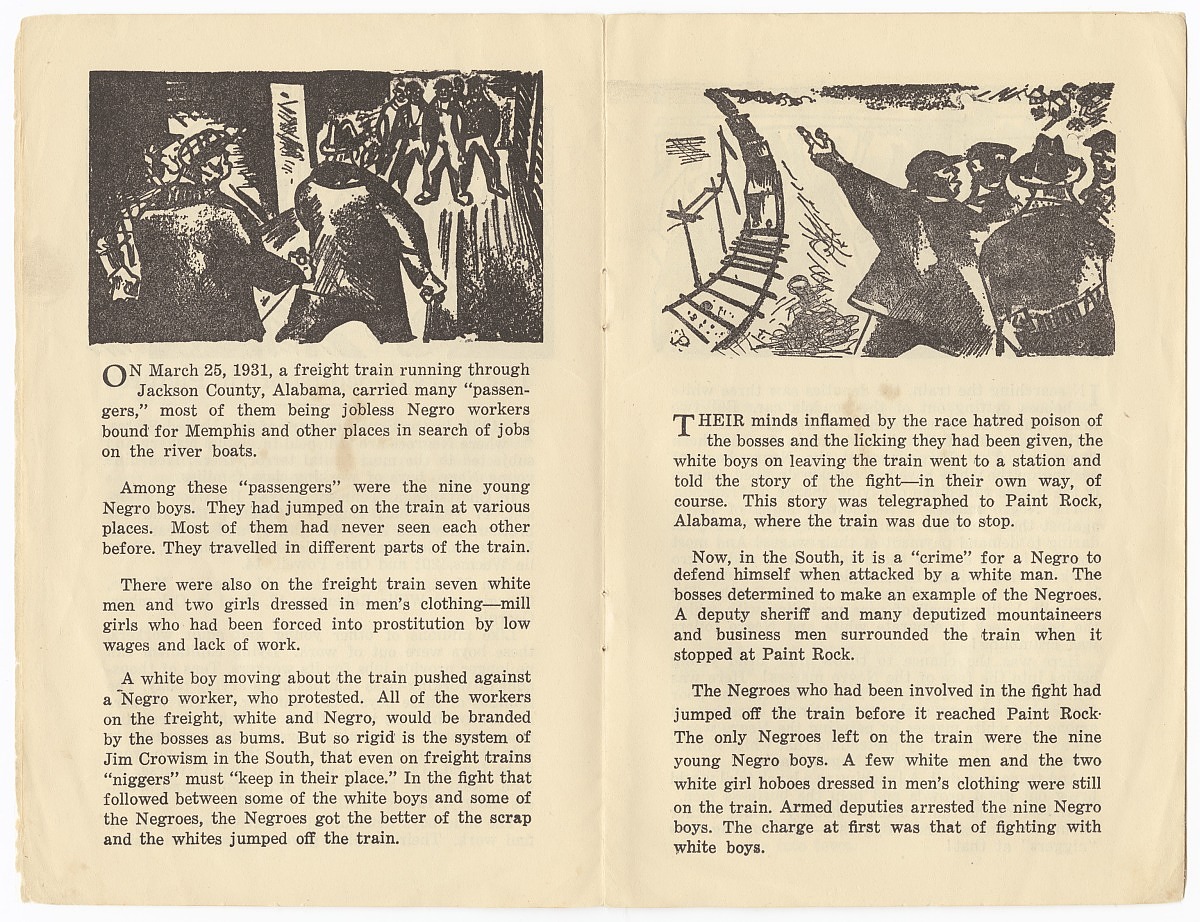 ON March 25, 1931, a freight train running through
Jackson County, Alabama, carried many “passen-
gers,” most of them being jobless Negro workers
bound for Memphis and other places in search of jobs
on the river boats.
Among these “passengers” were the nine young
Negro boys. They had jumped on the train at various
places. Most of them had never seen each other
before. They travelled in different parts of the train.
There were also on the freight train seven white
men and two girls dressed in men’s clothing—mill
girls who had been forced into prostitution by low
wages and lack of work.
A white boy moving about the train pushed against
a Negro worker, who protested. All of the workers
on the freight, white and Negro, would be branded
by the bosses as bums. But so rigid is the system of
Jim Crowism in the South, that even on freight trains
“niggers” must “keep in their place.” In the fight that
followed between some of the white boys and some of
the Negroes, the Negroes got the better of the scrap
and the whites jumped off the train.
THEIR minds inflamed by the race hatred poison of
the bosses and the licking they had been given, the
white boys on leaving the train went to a station and
told the story of the fight—in their own way, of
course. This story was telegraphed to Paint Rock,
Alabama, where the train was due to stop.
Now, in the South, it is a “crime” for a Negro to
defend himself when attacked by a white man. The
bosses determined to make an example of the Negroes.
A deputy sheriff and many deputized mountaineers
and business men surrounded the train when it
stopped at Paint Rock.
The Negroes who had been involved in the fight had
jumped off the train before it reached Paint Rock.
The only Negroes left on the train were the nine
young Negro boys. A few white men and the two
white girl hoboes dressed in men’s clothing were still
on the train. Armed deputies arrested the nine Negro
boys. The charge at first was that of fighting with
white boys.